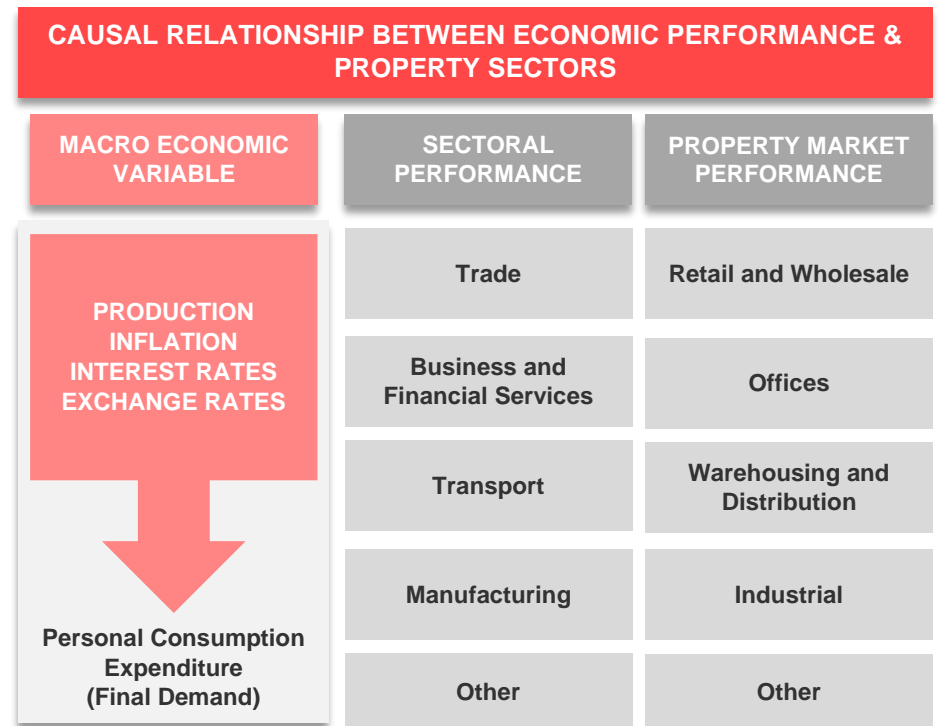 CAUSAL RELATIONSHIP BETWEEN ECONOMIC PERFORMANCE &
PROPERTY SECTORS
MACRO ECONOMIC
VARIABLE
SECTORAL
PERFORMANCE
PROPERTY MARKET
PERFORMANCE
PRODUCTION
INFLATION
INTEREST RATES
EXCHANGE RATES
Personal Consumption
Expenditure
(Final Demand)
Trade
Retail and Wholesale
Business and
Financial Services
Offices
Transport
Warehousing and
Distribution
Manufacturing
Industrial
Other
Other